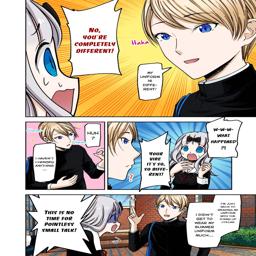 NO,
YOU'RE
COMPLETELY
DIFFERENT!
Haha
MY
UNIFORM
IS
DIFFE-
RENT!
HUH
?
I HAVEN'T
CHANGED
ANYTHING
W-W-W-
WHAT
HAPPENED
?!
YOUR
VIBE
IT'S YO,
SO DIFFE-
RENT!
THIS IS NO
TIME FOR
POINTLESS
SMALL TALK!
I DIDN'T GET
TO WEAR MY
SUMMER
UNIFORM
MUCH...